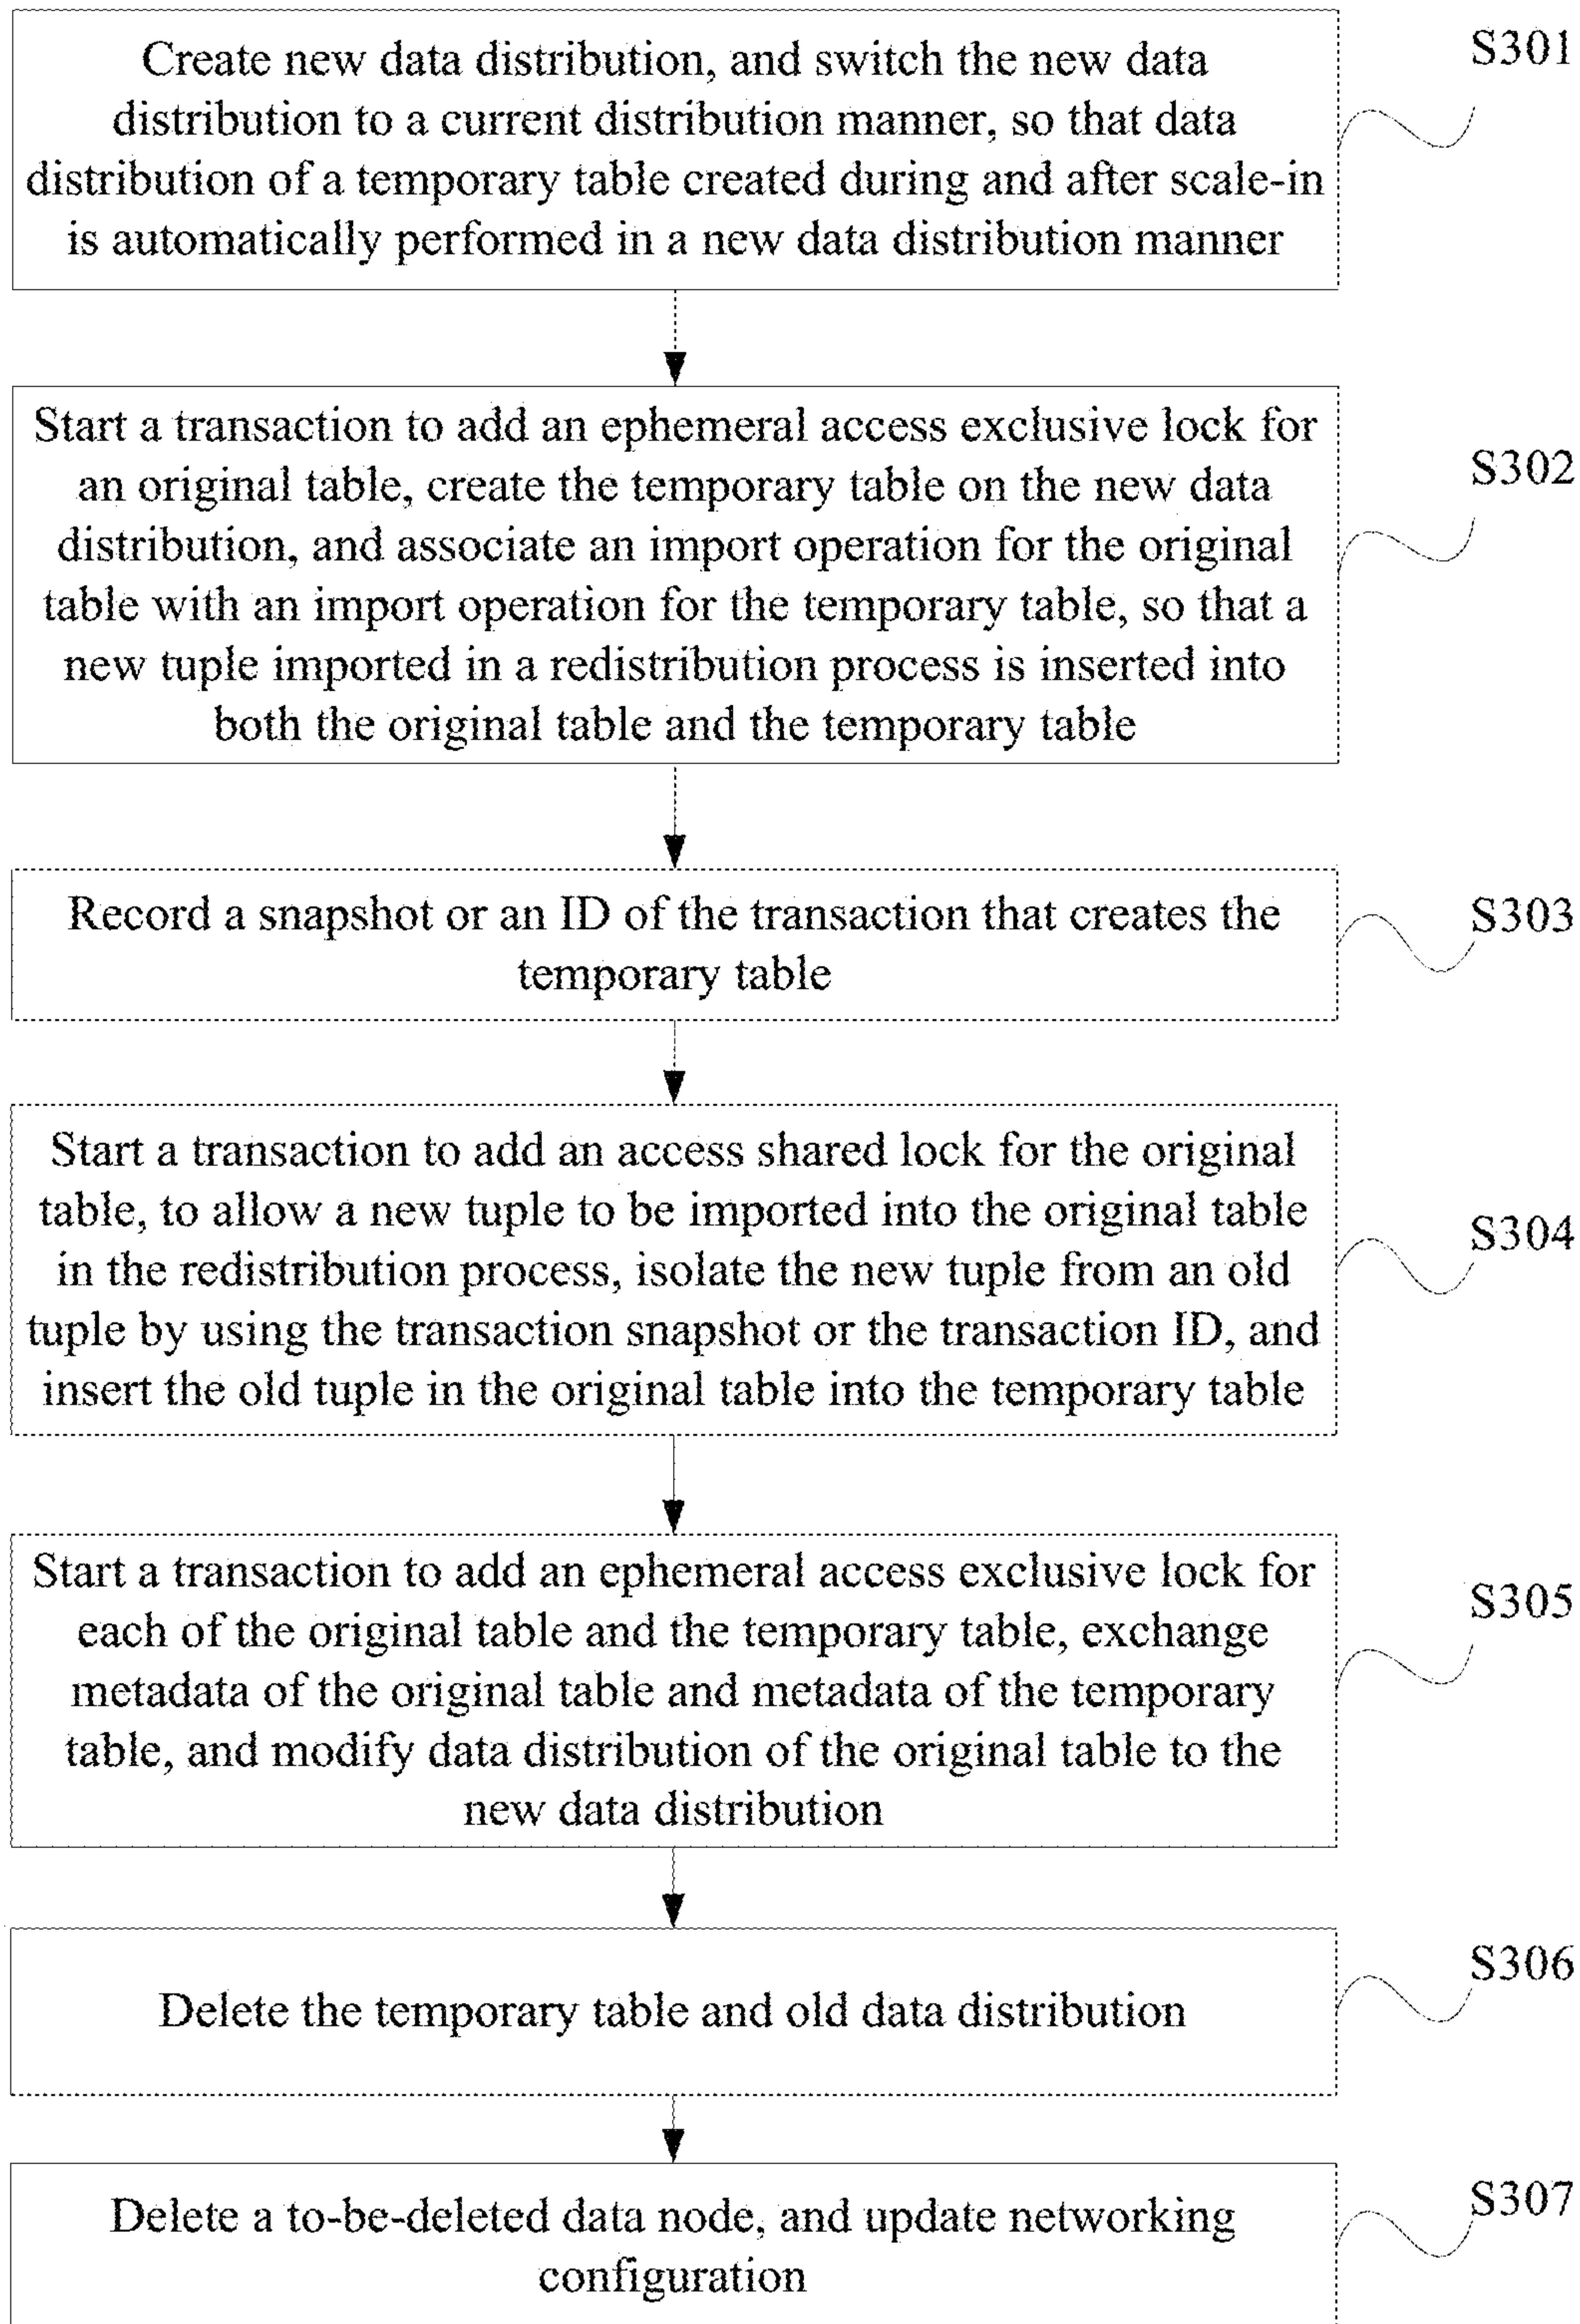 Create new data distribution, and switch the new data
distribution to a current distribution manner, so that data
distribution of a temporary table created during and after scale-in
is automatically performed in a new data distribution manner
S301
Start a transaction to add an ephemeral access exclusive lock for
an original table, create the temporary table on the new data
distribution, and associate an import operation for the original
table with an import operation for the temporary table, so that a
new tuple imported in a redistribution process is inserted into
both the original table and the temporary table
S302
Record a snapshot or an ID of the transaction that creates the
temporary table
S303
Start a transaction to add an access shared lock for the original
table, to allow a new tuple to be imported into the original table
in the redistribution process, isolate the new tuple from an old
tuple by using the transaction snapshot or the transaction ID, and
insert the old tuple in the original table into the temporary table
S304
Start a transaction to add an ephemeral access exclusive lock for
each of the original table and the temporary table, exchange
metadata of the original table and metadata of the temporary
table, and modify data distribution of the original table to the
new data distribution
S305
Delete the temporary table and old data distribution
S306
Delete a to-be-deleted data node, and update networking
configuration
S307